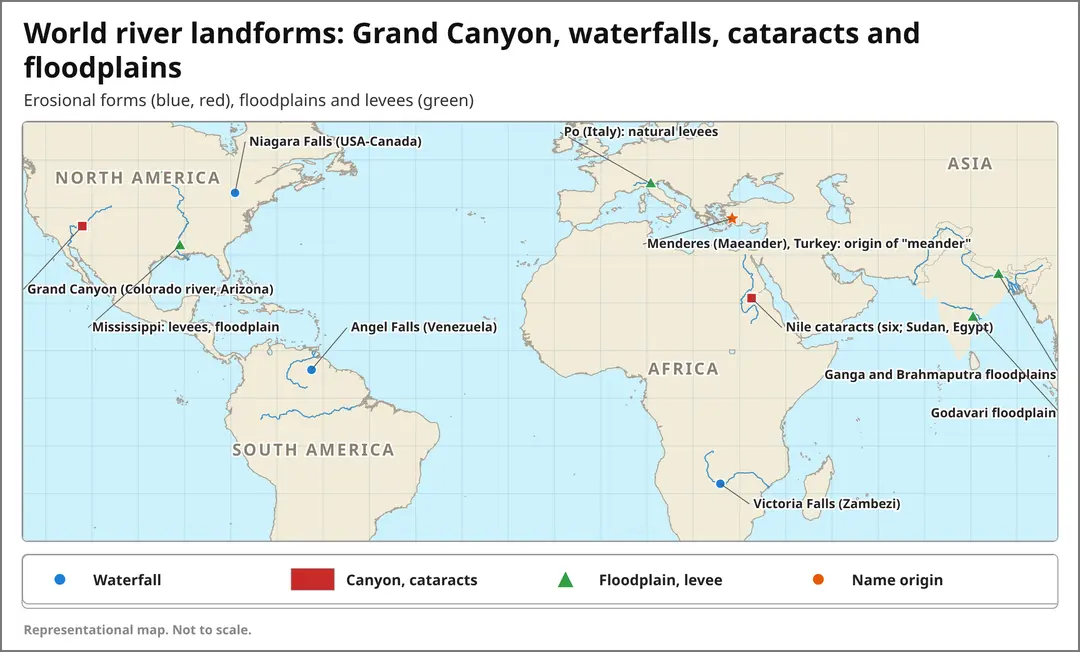 World river landforms: Grand Canyon, waterfalls, cataracts and
floodplains
Erosional forms (blue, red), floodplains and levees (green)
Po (Italy): natural levees
Niagara Falls (USA-Canada)
ASIA
NORTH AMERICA
Menderes (Maeander), Turkey: origin of "meander"
Grand Canyon (Colorado river, Arizona)
Mississippi: levees, floodplain
Angel Falls (Venezuela)
Nile cataracts (six; Sudan, Egypt)
AFRICA
Ganga and Brahmaputra floodplains
Godavari floodplain
SOUTH AMERICA
Victoria Falls (Zambezi)
Waterfall
Canyon, cataracts
Floodplain, levee
Name origin
Representational map. Not to scale.